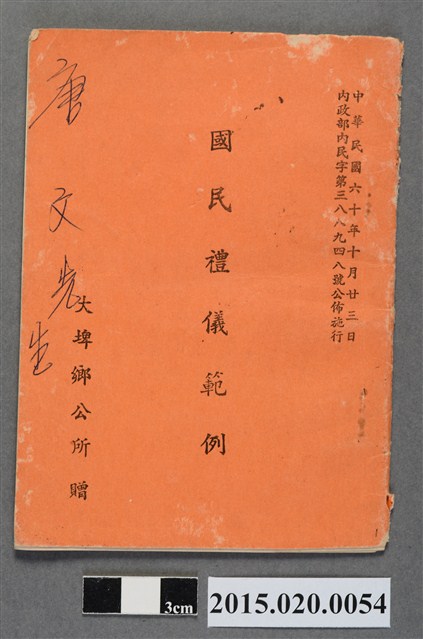 中華民國六十年十月廿三日
內政部內民字第三八八九四八號公佈施行
國民禮儀範例
大埤鄉公所 贈
唐文先生
3cm
2015.020.0054